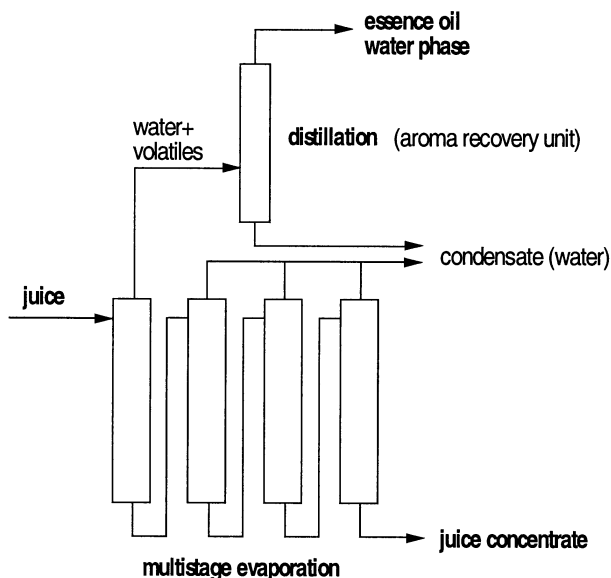 essence oil
water phase
water+
volatiles
distillation (aroma recovery unit)
condensate (water)
juice
juice concentrate
multistage evaporation